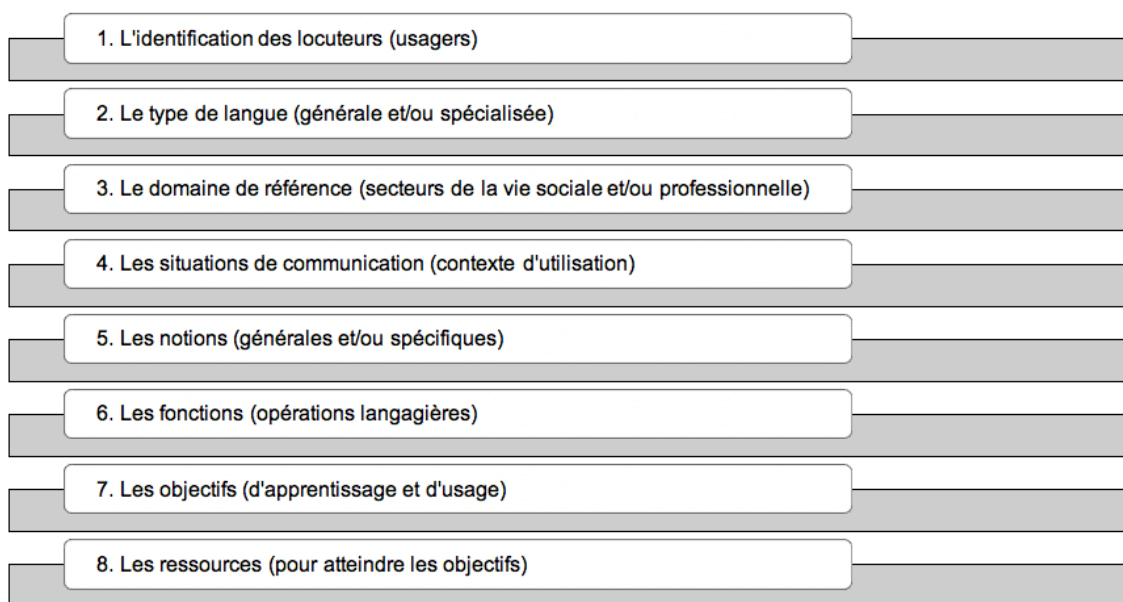 1. L'identification des locuteurs (usagers)
2. Le type de langue (générale et/ou spécialisée)
3. Le domaine de référence (secteurs de la vie sociale et/ou professionnelle)
4. Les situations de communication (contexte d'utilisation)
5. Les notions (générales et/ou spécifiques)
6. Les fonctions (opérations langagières)
7. Les objectifs (d'apprentissage et d'usage)
8. Les ressources (pour atteindre les objectifs)